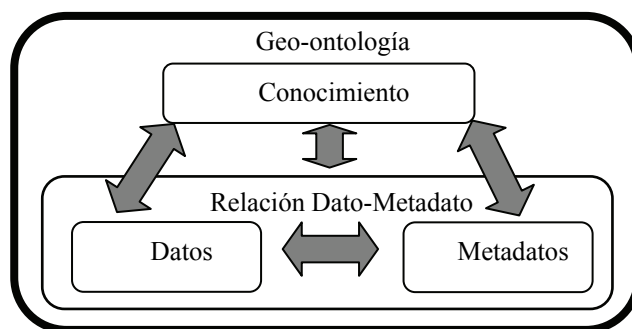 Geo-ontología
Conocimiento
Relación Dato-Metadato
Datos
Metadatos